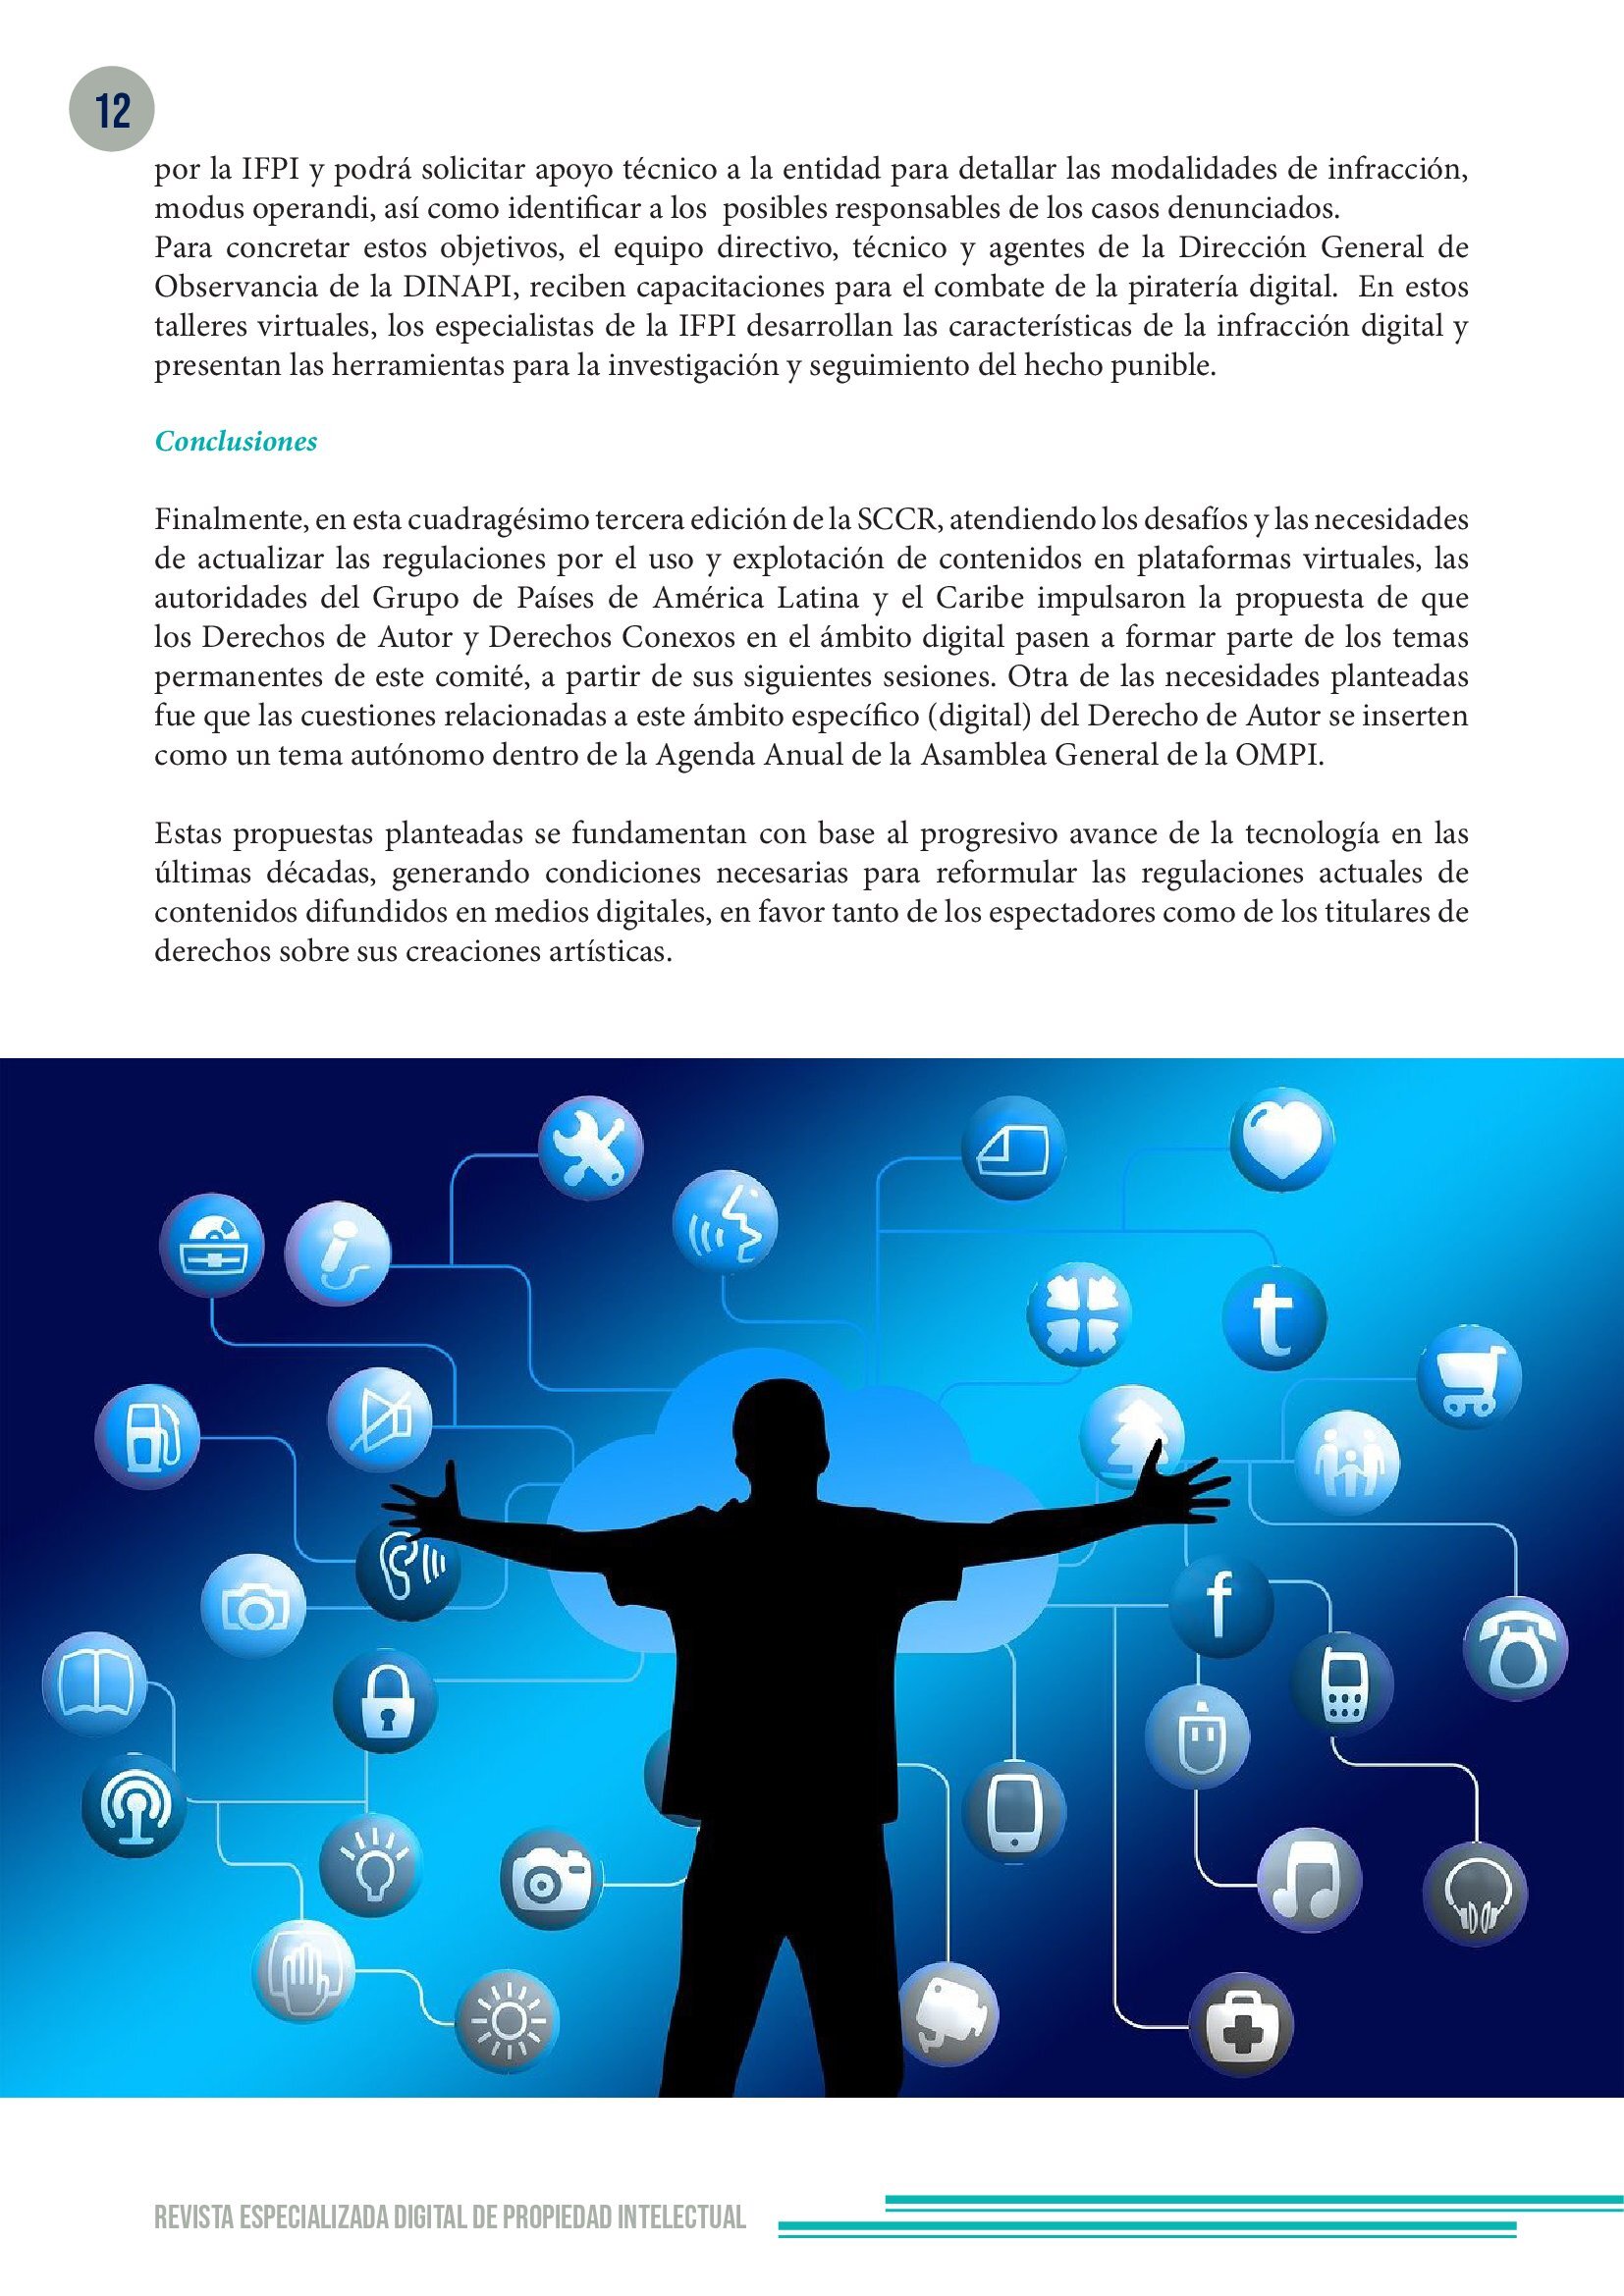 12
por la IFPI y podrá solicitar apoyo técnico a la entidad para detallar las modalidades de infracción,
modus operandi, así como identificar a los  posibles responsables de los casos denunciados.
Para concretar estos objetivos, el equipo directivo, técnico y agentes de la Dirección General de
Observancia de la DINAPI, reciben capacitaciones para el combate de la piratería digital.  En estos
talleres virtuales, los especialistas de la IFPI desarrollan las características de la infracción digital y
presentan las herramientas para la investigación y seguimiento del hecho punible.
Conclusiones
Finalmente, en esta cuadragésimo tercera edición de la SCCR, atendiendo los desafíos y las necesidades
de actualizar las regulaciones por el uso y explotación de contenidos en plataformas virtuales, las
autoridades del Grupo de Países de América Latina y el Caribe impulsaron la propuesta de que
los Derechos de Autor y Derechos Conexos en el ámbito digital pasen a formar parte de los temas
permanentes de este comité, a partir de sus siguientes sesiones. Otra de las necesidades planteadas
fue que las cuestiones relacionadas a este ámbito específico (digital) del Derecho de Autor se inserten
como un tema autónomo dentro de la Agenda Anual de la Asamblea General de la OMPI.
Estas propuestas planteadas se fundamentan con base al progresivo avance de la tecnología en las
últimas décadas, generando condiciones necesarias para reformular las regulaciones actuales de
contenidos difundidos en medios digitales, en favor tanto de los espectadores como de los titulares de
derechos sobre sus creaciones artísticas.
t
f
REVISTA ESPECIALIZADA DIGITAL DE PROPIEDAD INTELECTUAL